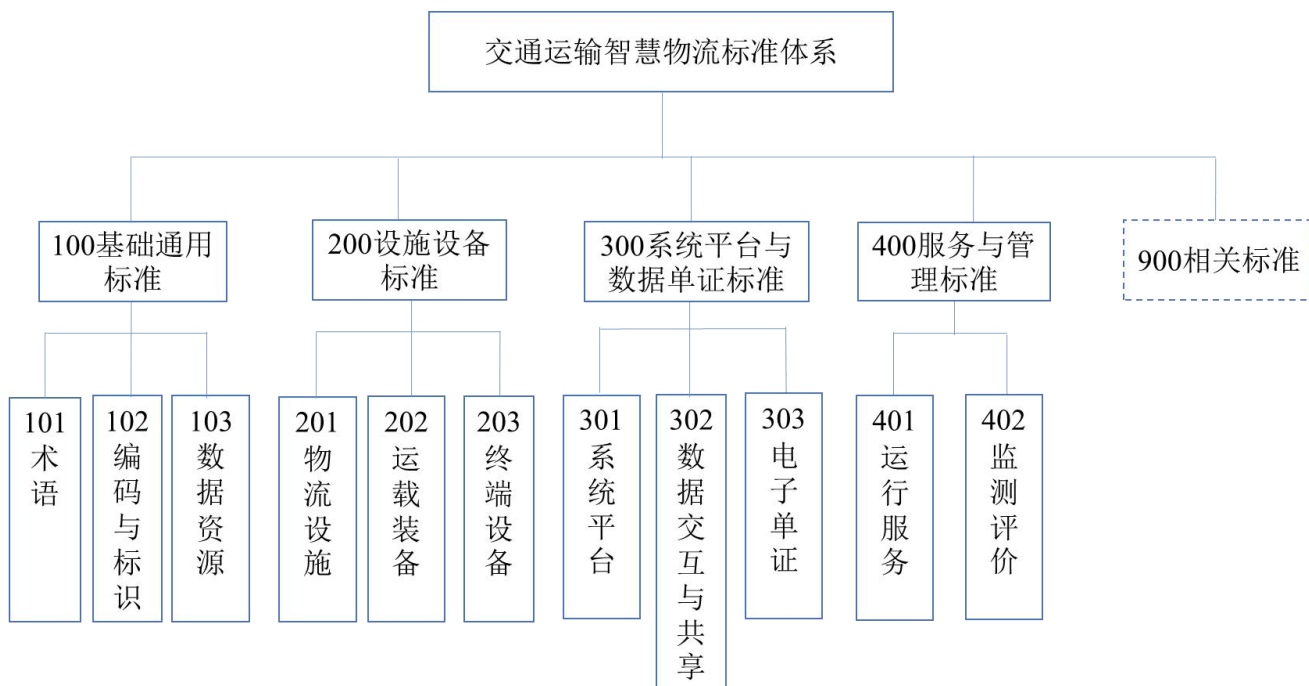 交通运输智慧物流标准体系
100基础通用
标准
200设施设备
标准
300系统平台与
数据单证标准
400服务与管
理标准
900相关标准
101
术语
102
编码与标识
103
数据资源
201
物流设施
202
运载装备
203
终端设备
301
系统平台
302
数据交互与共享
303
电子单证
401
运行服务
402
监测评价